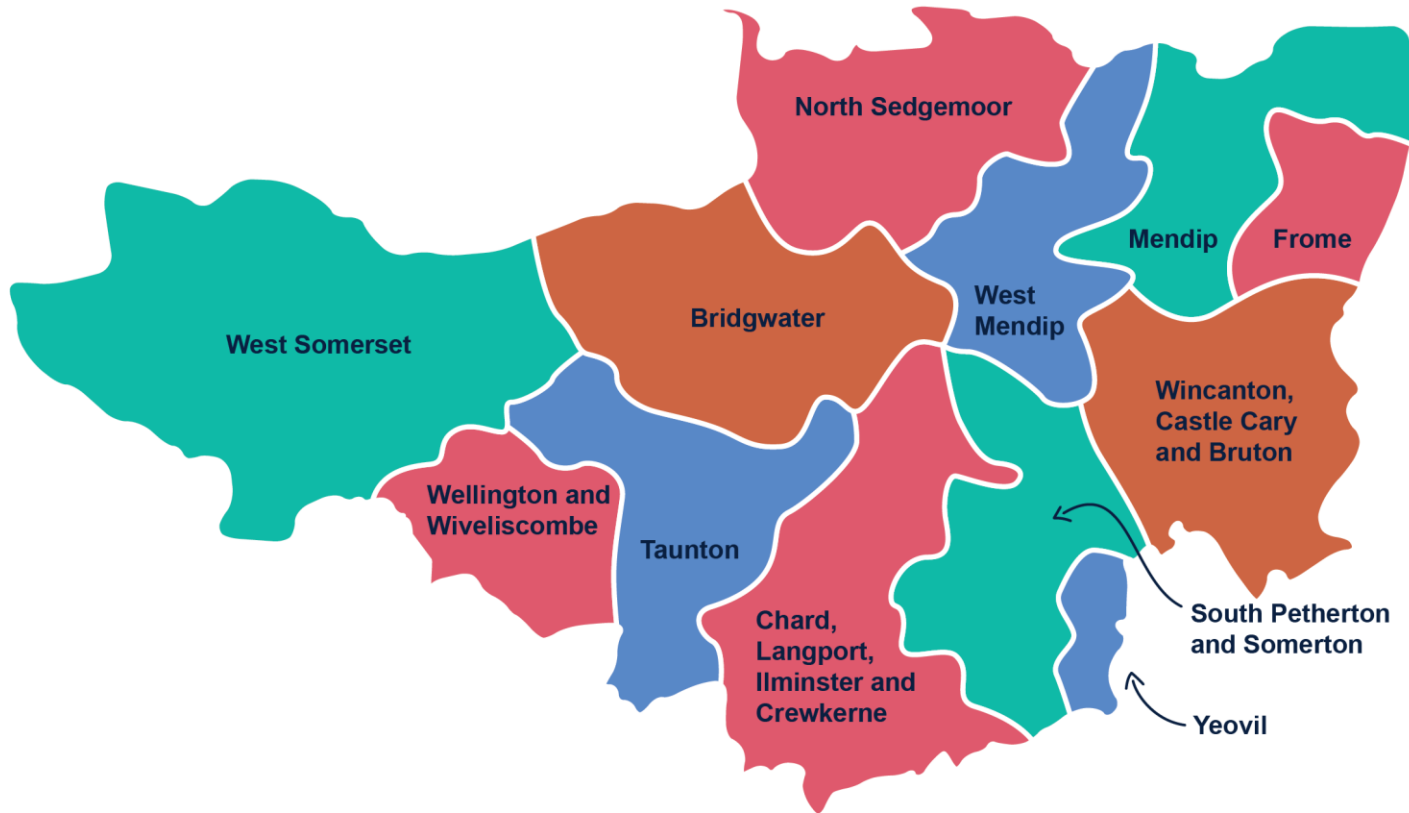 North Sedgemoor
Mendip
Frome
West
Mendip
Bridgwater
West Somerset
Wincanton,
Castle Cary
and Bruton
Wellington and
Wiveliscombe
Taunton
Chard,
Langport,
Ilminster and
Crewkerne
South Petherton
and Somerton
Yeovil